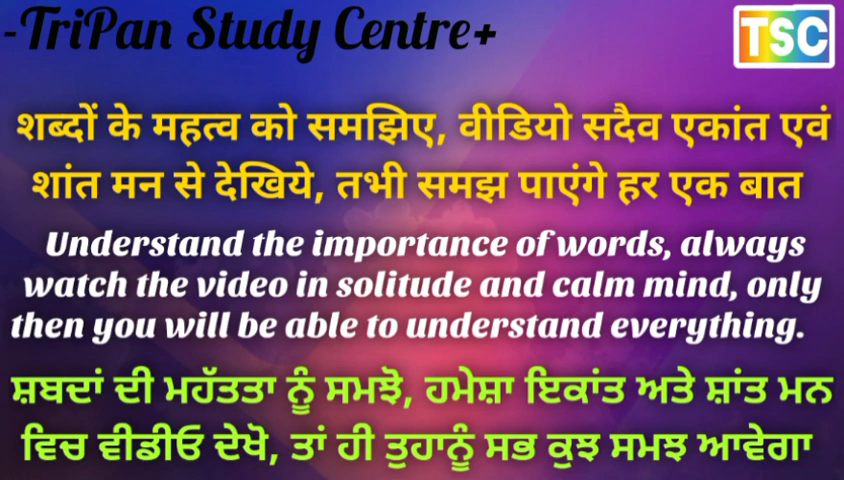 -TriPan Study Centre+
TSC
शब्दों के महत्व को समझिए, वीडियो सदैव एकांत एवं
शांत मन से देखिये, तभी समझ पाएंगे हर एक बात
Understand the importance of words, always
watch the video in solitude and calm mind, only
then you will be able to understand everything.
ਸ਼ਬਦਾਂ ਦੀ ਮਹੱਤਤਾ ਨੂੰ ਸਮਝੋ, ਹਮੇਸ਼ਾ ਇਕਾਂਤ ਅਤੇ ਸ਼ਾਂਤ ਮਨ
ਵਿਚ ਵੀਡੀਓ ਦੇਖੋ, ਤਾਂ ਹੀ ਤੁਹਾਨੂੰ ਸਭ ਕੁਝ ਸਮਝ ਆਵੇਗਾ